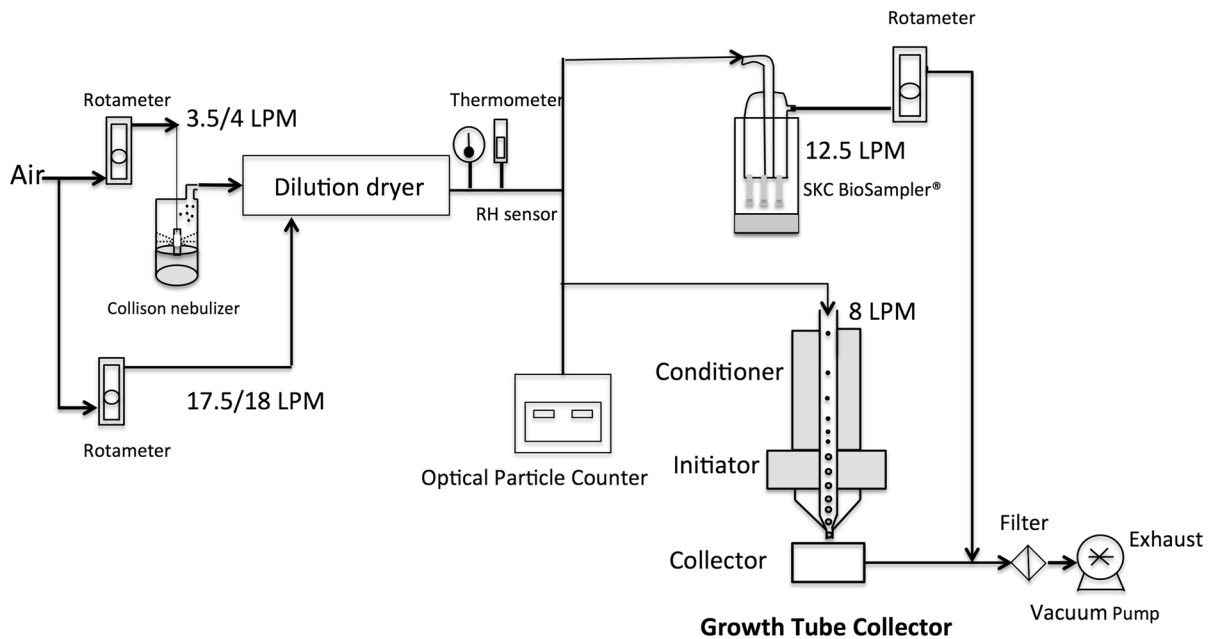 Rotameter
Thermometer
Rotameter
3.5/4 LPM
12.5 LPM
Air
Dilution dryer
SKC BioSampler®
RH sensor
Collison nebulizer
8 LPM
Conditioner
17.5/18 LPM
Rotameter
Initiator
Optical Particle Counter
Filter
Exhaust
Collector
Vacuum Pump
Growth Tube Collector